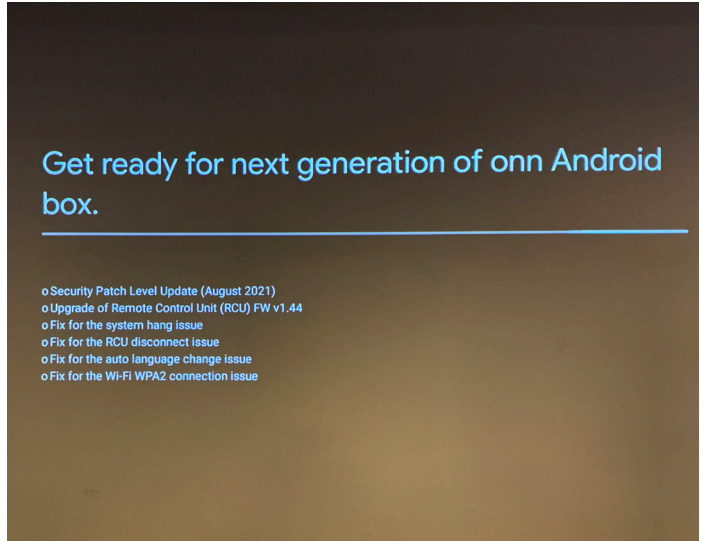 Get ready for next generation of onn Android
box.
o Security Patch Level Update (August 2021)
o Upgrade of Remote Control Unit (RCU) FW v1.44
o Fix for the system hang issue
o Fix for the RCU disconnect issue
o Fix for the auto language change issue
o Fix for the Wi-Fi WPA2 connection issue